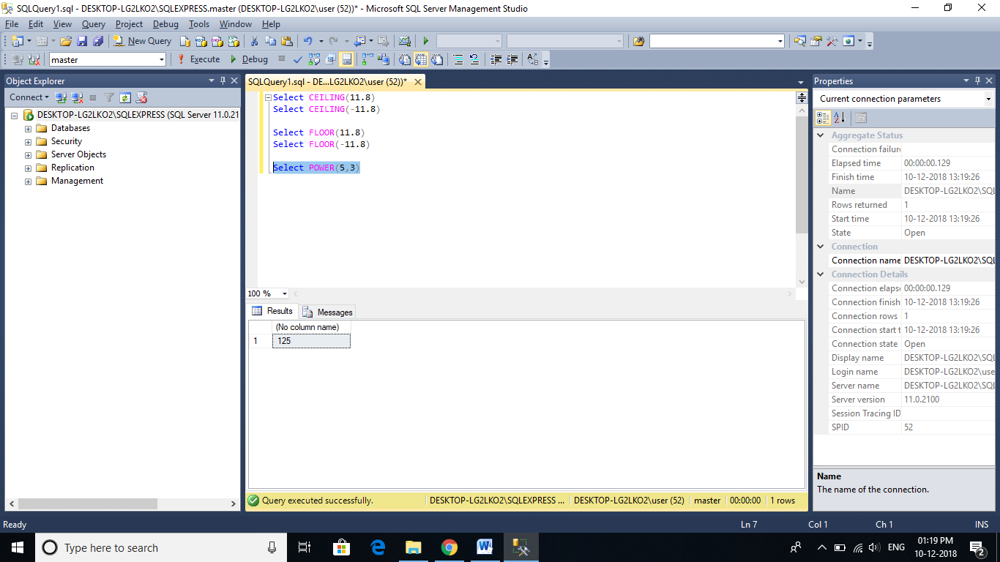 SQLQuery1.sql - DESKTOP-LG2LKO2\SQLEXPRESS.master (DESKTOP-LG2LKO2\user (52))* - Microsoft SQL Server Management Studio
File Edit View Query Project Debug Tools Window Help
New Query
master Execute Debug
Object Explorer
Connect
DESKTOP-LG2LKO2\SQLEXPRESS (SQL Server 11.0.21
Databases
Security
Server Objects
Replication
Management
SQLQuery1.sql - DE...LG2LKO2\user (52))*
Select CEILING(11.8)
Select CEILING(-11.8)
Select FLOOR(11.8)
Select FLOOR(-11.8)
Select POWER(5,3)
100 %
Results Messages
(No column name)
1 125
Query executed successfully. DESKTOP-LG2LKO2\SQLEXPRESS ... DESKTOP-LG2LKO2\user (52) master 00:00:00 1 rows
Properties
Current connection parameters
Aggregate Status
Connection failure
Elapsed time 00:00:00.129
Finish time 10-12-2018 13:19:26
Name DESKTOP-LG2LKO2\SQL
Rows returned 1
Start time 10-12-2018 13:19:26
State Open
Connection
Connection name DESKTOP-LG2LKO2\SQL
Connection Details
Connection elapse 00:00:00.129
Connection finish 10-12-2018 13:19:26
Connection rows 1
Connection start t 10-12-2018 13:19:26
Connection state Open
Display name DESKTOP-LG2LKO2\SQL
Login name DESKTOP-LG2LKO2\use
Server name DESKTOP-LG2LKO2\SQL
Server version 11.0.2100
Session Tracing ID
SPID 52
Name
The name of the connection.
Ready Ln 7 Col 1 Ch 1 INS
Type here to search
ENG
01:19 PM
10-12-2018
2